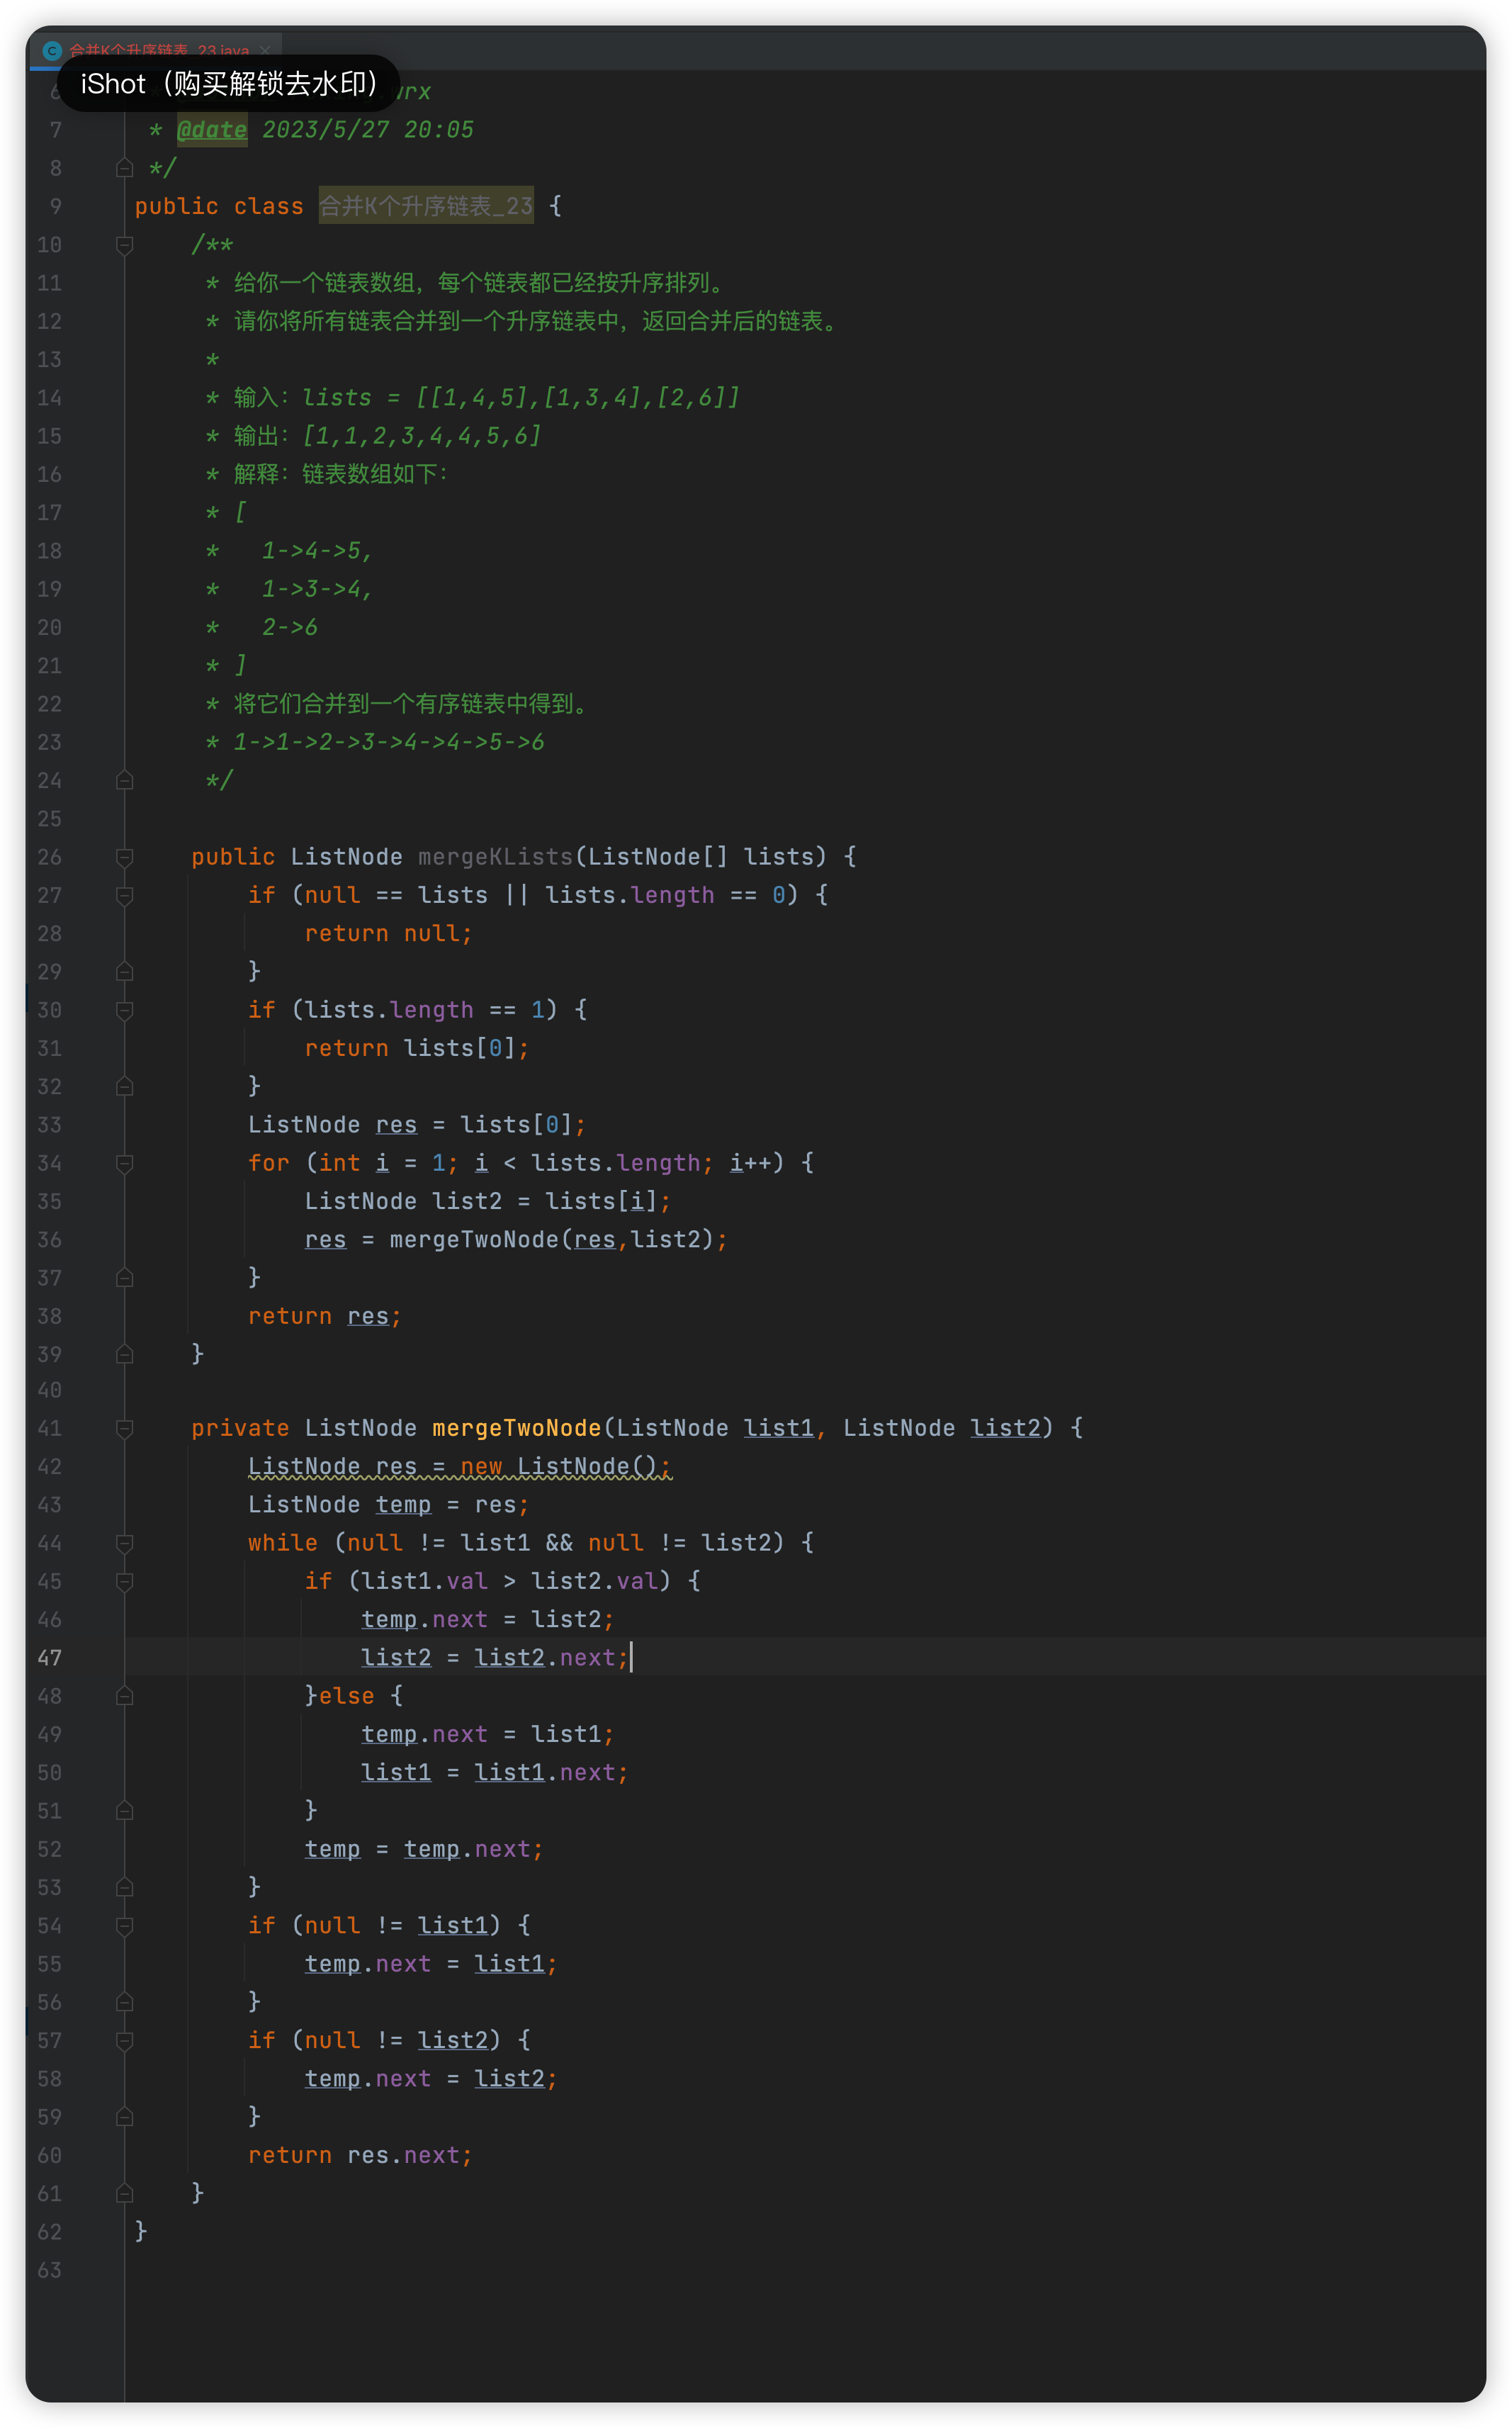 合并K个升序链表_23.java
iShot（购买解锁去水印）
6
7 * @date 2023/5/27 20:05
8 */
9 public class 合并K个升序链表_23 {
10 /**
11 * 给你一个链表数组，每个链表都已经按升序排列。
12 * 请你将所有链表合并到一个升序链表中，返回合并后的链表。
13 *
14 * 输入：lists = [[1,4,5],[1,3,4],[2,6]]
15 * 输出：[1,1,2,3,4,4,5,6]
16 * 解释：链表数组如下：
17 * [
18 *   1->4->5,
19 *   1->3->4,
20 *   2->6
21 * ]
22 * 将它们合并到一个有序链表中得到。
23 * 1->1->2->3->4->4->5->6
24 */
25
26 public ListNode mergeKLists(ListNode[] lists) {
27 if (null == lists || lists.length == 0) {
28 return null;
29 }
30 if (lists.length == 1) {
31 return lists[0];
32 }
33 ListNode res = lists[0];
34 for (int i = 1; i < lists.length; i++) {
35 ListNode list2 = lists[i];
36 res = mergeTwoNode(res,list2);
37 }
38 return res;
39 }
40
41 private ListNode mergeTwoNode(ListNode list1, ListNode list2) {
42 ListNode res = new ListNode();
43 ListNode temp = res;
44 while (null != list1 && null != list2) {
45 if (list1.val > list2.val) {
46 temp.next = list2;
47 list2 = list2.next;
48 }else {
49 temp.next = list1;
50 list1 = list1.next;
51 }
52 temp = temp.next;
53 }
54 if (null != list1) {
55 temp.next = list1;
56 }
57 if (null != list2) {
58 temp.next = list2;
59 }
60 return res.next;
61 }
62 }
63